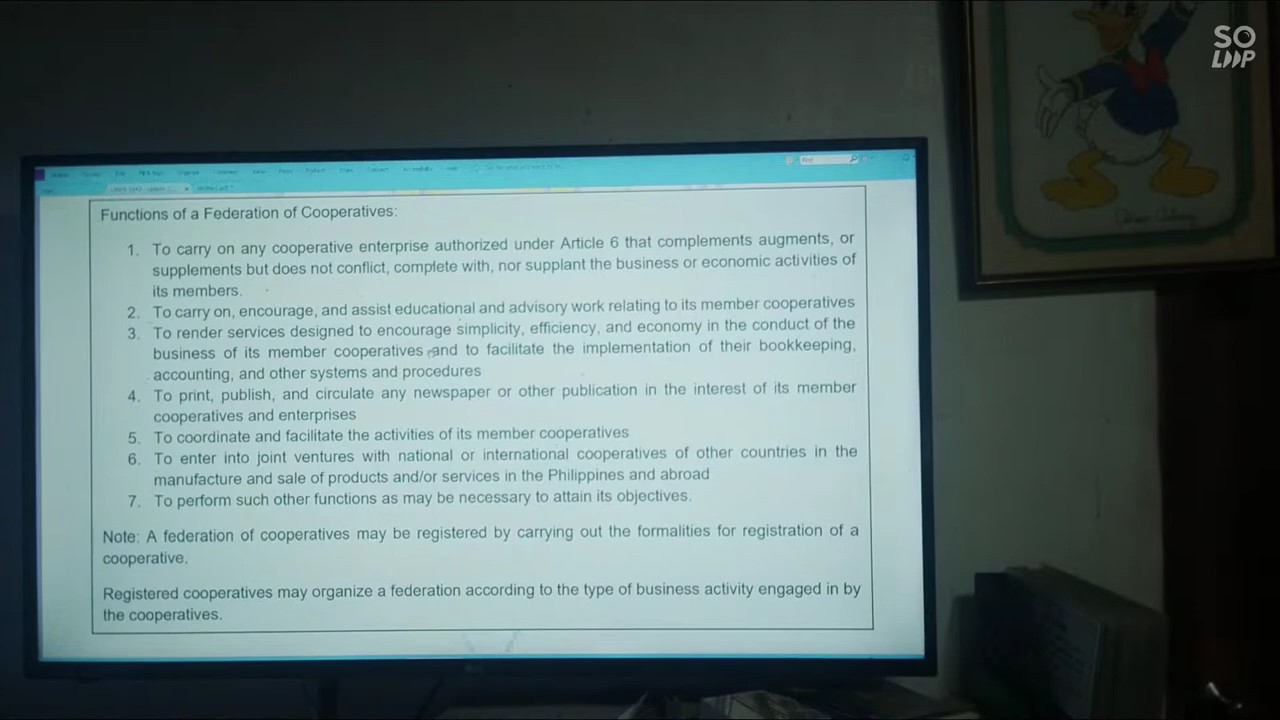 SO
LOOP
Find
Functions of a Federation of Cooperatives:
1. To carry on any cooperative enterprise authorized under Article 6 that complements augments, or
supplements but does not conflict, complete with, nor supplant the business or economic activities of
its members.
2. To carry on, encourage, and assist educational and advisory work relating to its member cooperatives
3. To render services designed to encourage simplicity, efficiency, and economy in the conduct of the
business of its member cooperatives and to facilitate the implementation of their bookkeeping,
accounting, and other systems and procedures
4. To print, publish, and circulate any newspaper or other publication in the interest of its member
cooperatives and enterprises
5. To coordinate and facilitate the activities of its member cooperatives
6. To enter into joint ventures with national or international cooperatives of other countries in the
manufacture and sale of products and/or services in the Philippines and abroad
7. To perform such other functions as may be necessary to attain its objectives.
Note: A federation of cooperatives may be registered by carrying out the formalities for registration of a
cooperative.
Registered cooperatives may organize a federation according to the type of business activity engaged in by
the cooperatives.